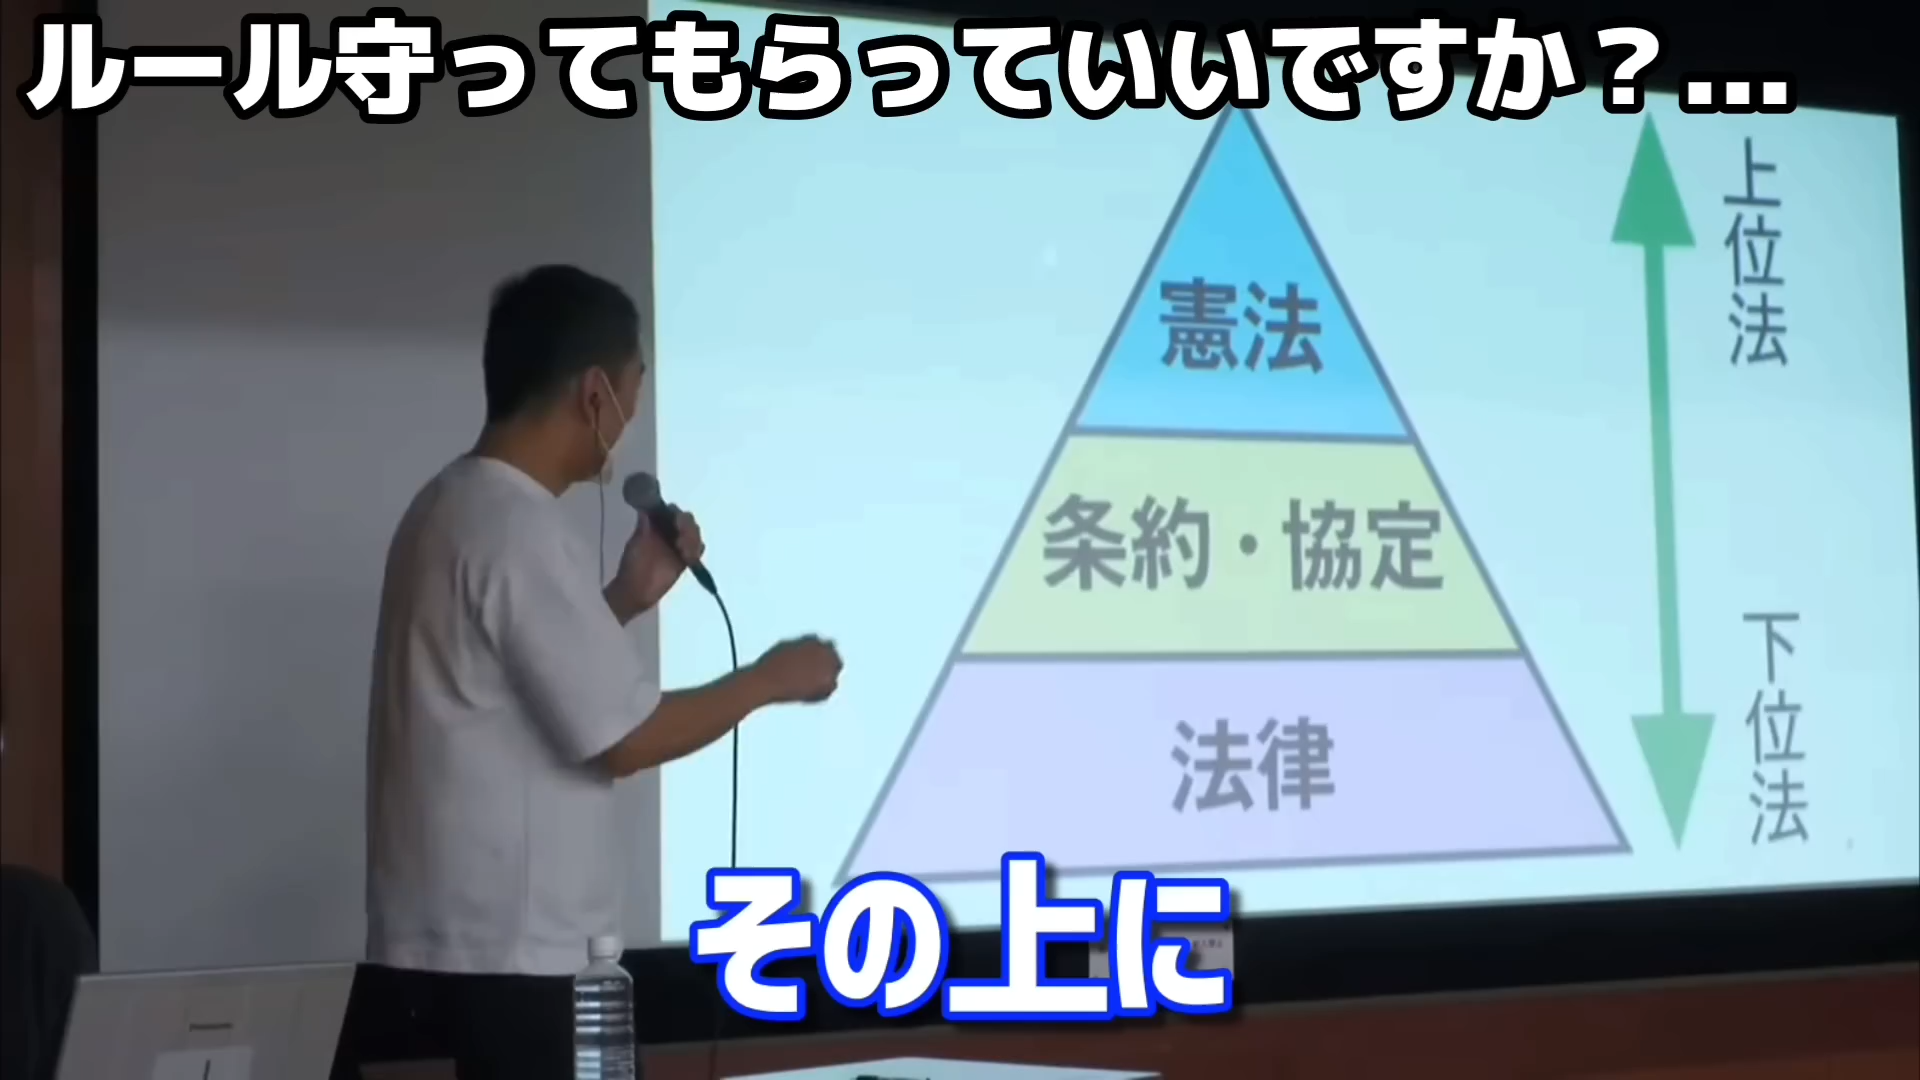 ルール守ってもらっていいですか？...
上位法
憲法
条約・協定
下位法
法律
その上に